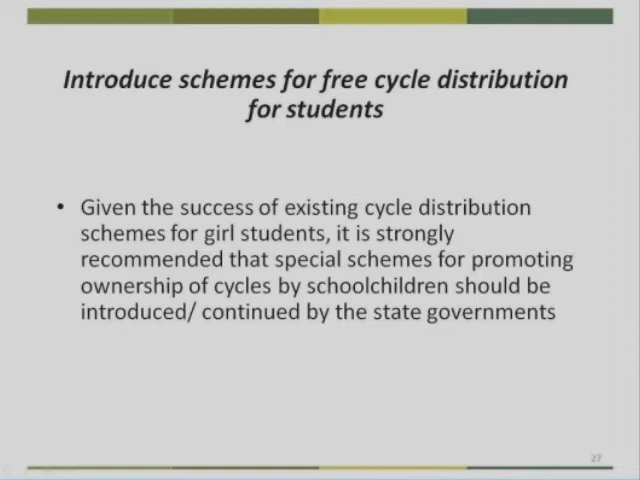 Introduce schemes for free cycle distribution
for students
• Given the success of existing cycle distribution
schemes for girl students, it is strongly
recommended that special schemes for promoting
ownership of cycles by schoolchildren should be
introduced/ continued by the state governments
27